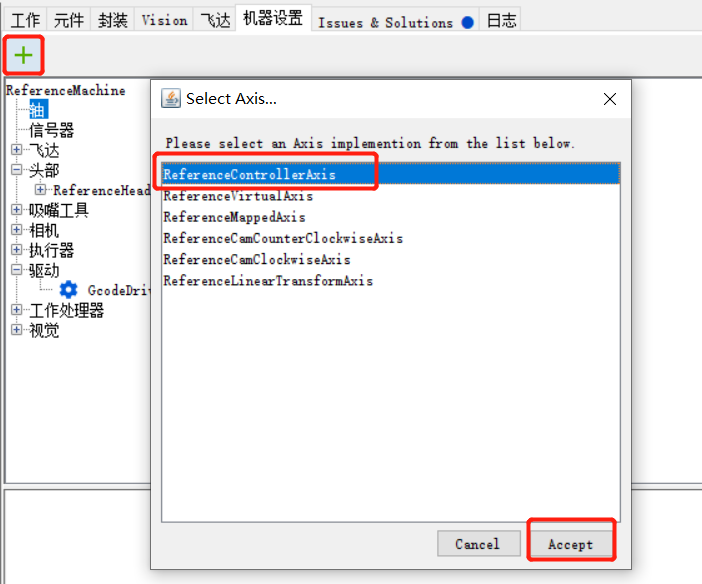 工作 元件 封装 Vision 飞达 机器设置 Issues & Solutions 日志
ReferenceMachine
轴
信号器
飞达
头部
ReferenceHead
吸嘴工具
相机
执行器
驱动
GcodeDriv
工作处理器
视觉
Select Axis...
Please select an Axis implemention from the list below.
ReferenceControllerAxis
ReferenceVirtualAxis
ReferenceMappedAxis
ReferenceCamCounterClockwiseAxis
ReferenceCamClockwiseAxis
ReferenceLinearTransformAxis
Cancel Accept